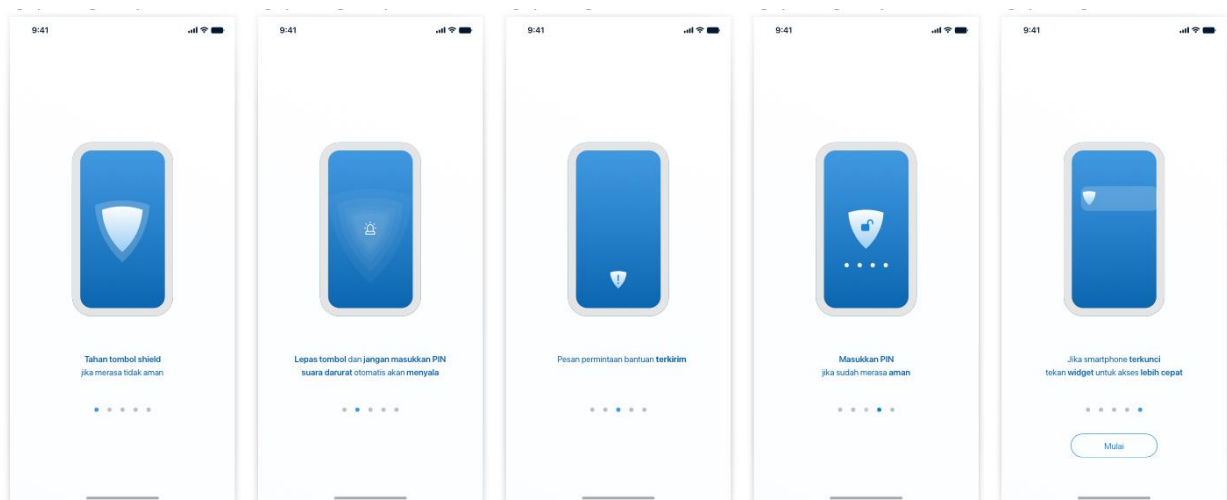 9:41
Tahan tombol shield
jika merasa tidak aman
9:41
Lepas tombol dan jangan masukkan PIN
suara darurat otomatis akan menyala
9:41
Pesan permintaan bantuan terkirim
9:41
Masukkan PIN
jika sudah merasa aman
9:41
Jika smartphone terkunci
tekan widget untuk akses lebih cepat
Mulai